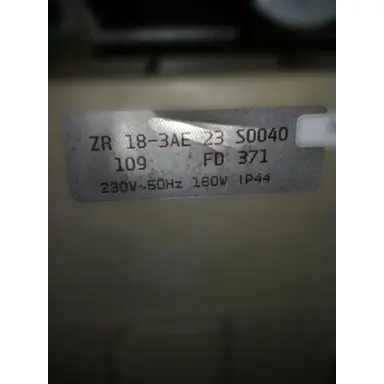 ZR 18-3AE 23 S0040
109 FD 371
230V~50Hz 160W IP44